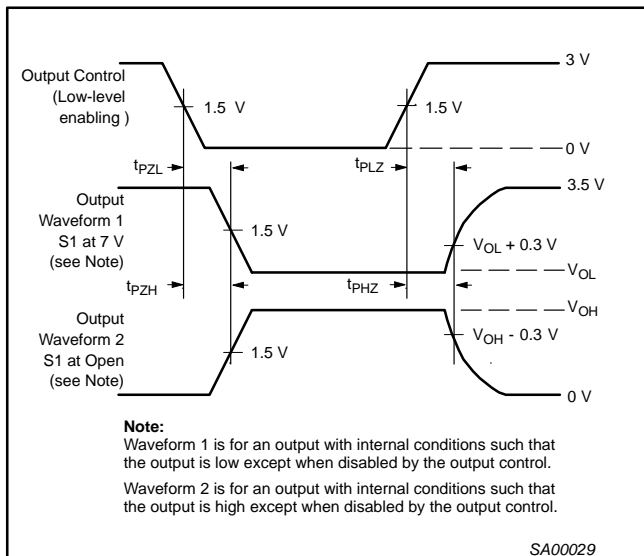 3 V
Output Control
(Low-level
enabling )
1.5 V
1.5 V
0 V
tPZL
tPLZ
3.5 V
Output
Waveform 1
S1 at 7 V
(see Note)
1.5 V
VOL + 0.3 V
VOL
tPZH
tPHZ
VOH
Output
Waveform 2
S1 at Open
(see Note)
1.5 V
VOH - 0.3 V
0 V
Note:
Waveform 1 is for an output with internal conditions such that
the output is low except when disabled by the output control.
Waveform 2 is for an output with internal conditions such that
the output is high except when disabled by the output control.
SA00029